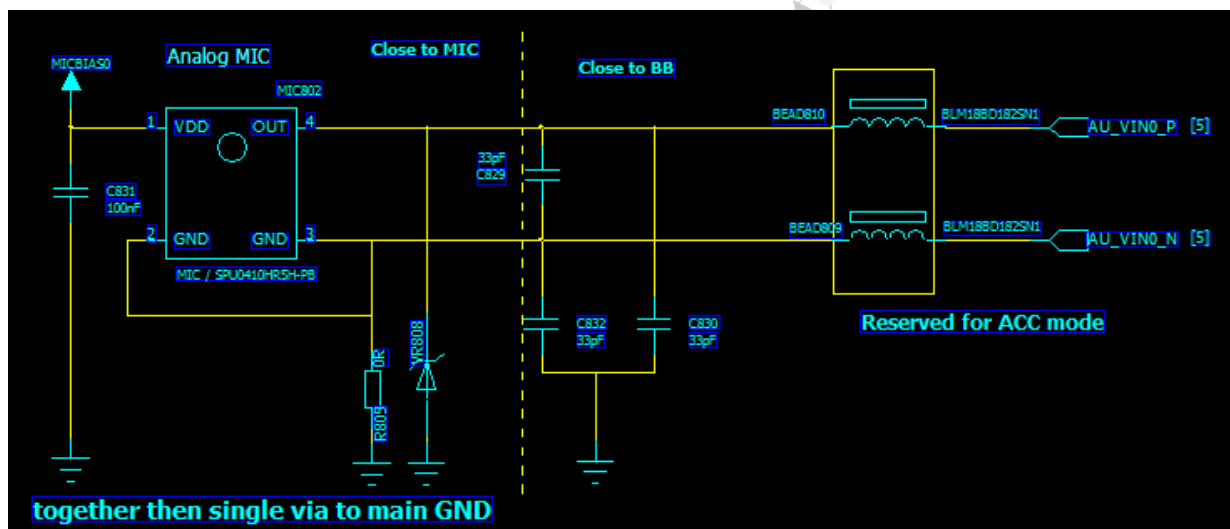 Analog MIC
Close to MIC
Close to BB
MICBIAS0
MIC802
1 VDD OUT 4
2 GND GND 3
MIC / SPU0410HR5H-PB
C831
100nF
33pF
C829
BEAD810
BLM18BD182SN1
AU_VIN0_P [5]
BEAD809
BLM18BD182SN1
AU_VIN0_N [5]
C832
33pF
C830
33pF
Reserved for ACC mode
0R
R805
VR808
together then single via to main GND